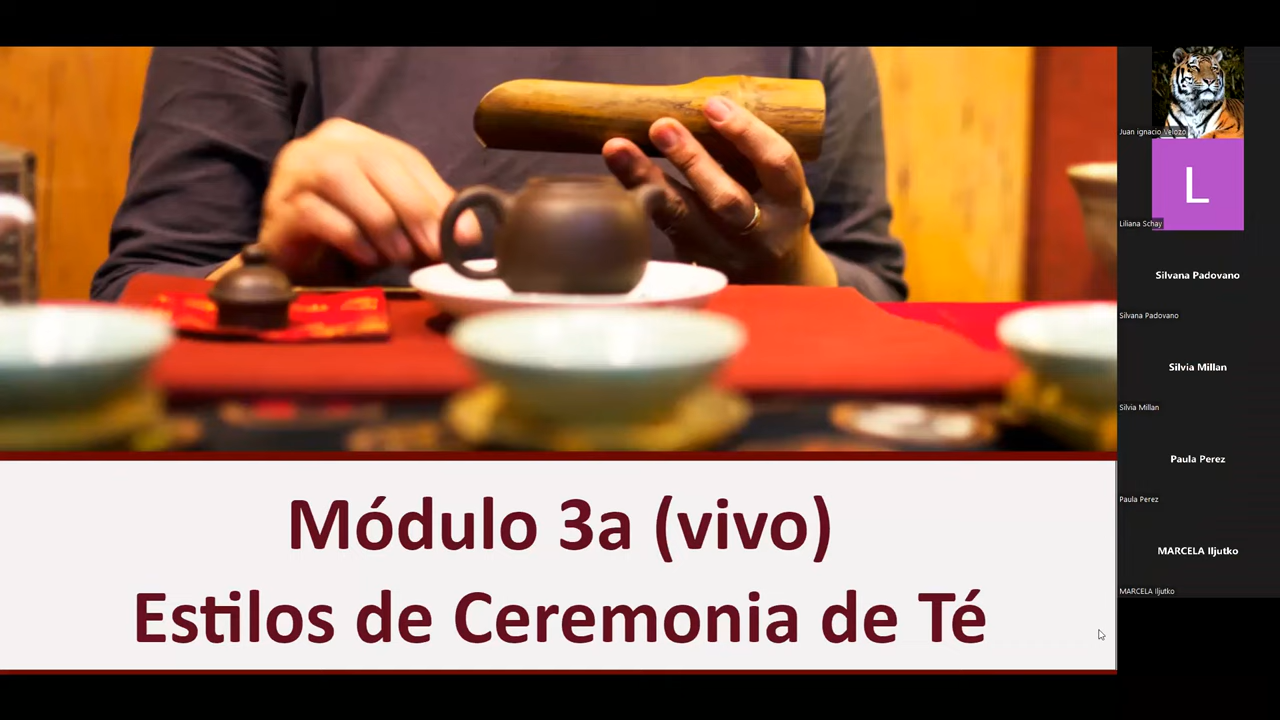 Módulo 3a (vivo)
Estilos de Ceremonia de Té
Juan ignacio Velozo
L
Liliana Schay
Silvana Padovano
Silvana Padovano
Silvia Millan
Silvia Millan
Paula Perez
Paula Perez
MARCELA Iljutko
MARCELA Iljutko